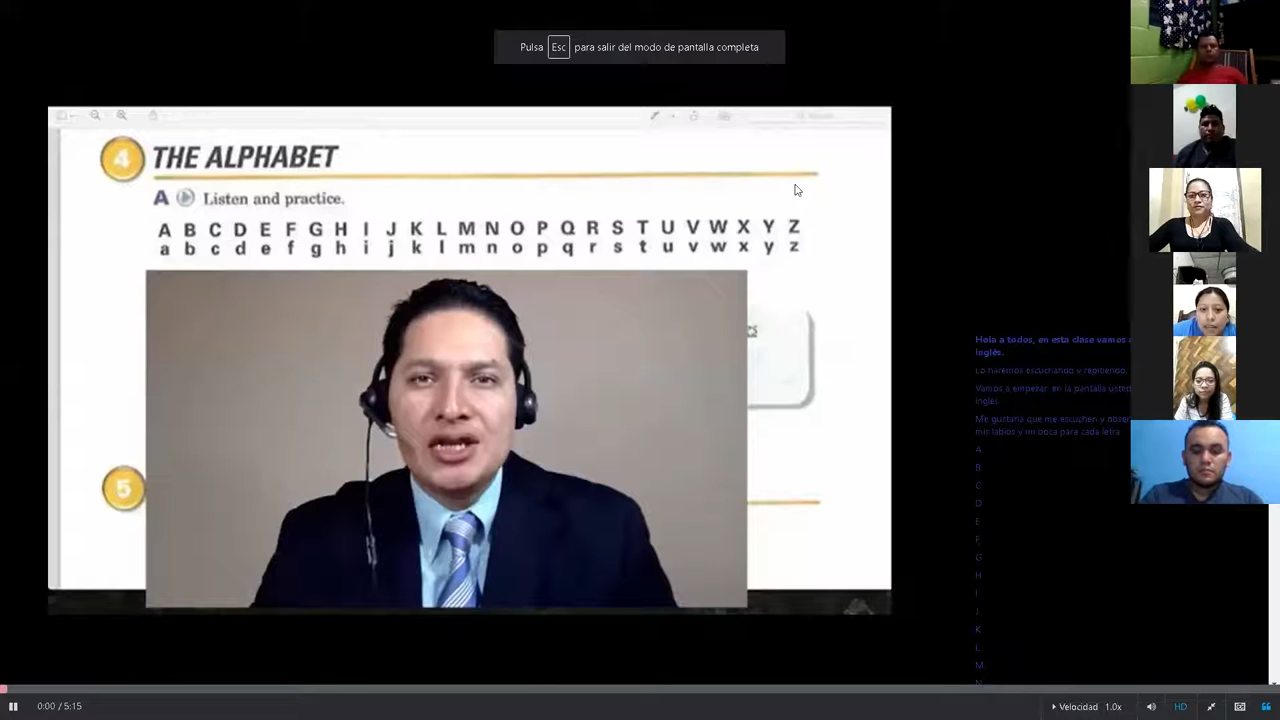 Pulsa Esc para salir del modo de pantalla completa
4 THE ALPHABET
A Listen and practice.
A B C D E F G H I J K L M N O P Q R S T U V W X Y Z
a b c d e f g h i j k l m n o p q r s t u v w x y z
5
Hola a todos, en esta clase vamos
inglés.
Lo haremos escuchando y repitiendo.
Vamos a empezar en la pantalla
inglés
Me gustaría que me escuchen y
mis labios y mi boca para cada letra
A
B
C
D
E
F
G
H
I
J
K
L
M
N
0:00 / 5:15
Velocidad 1.0x
HD